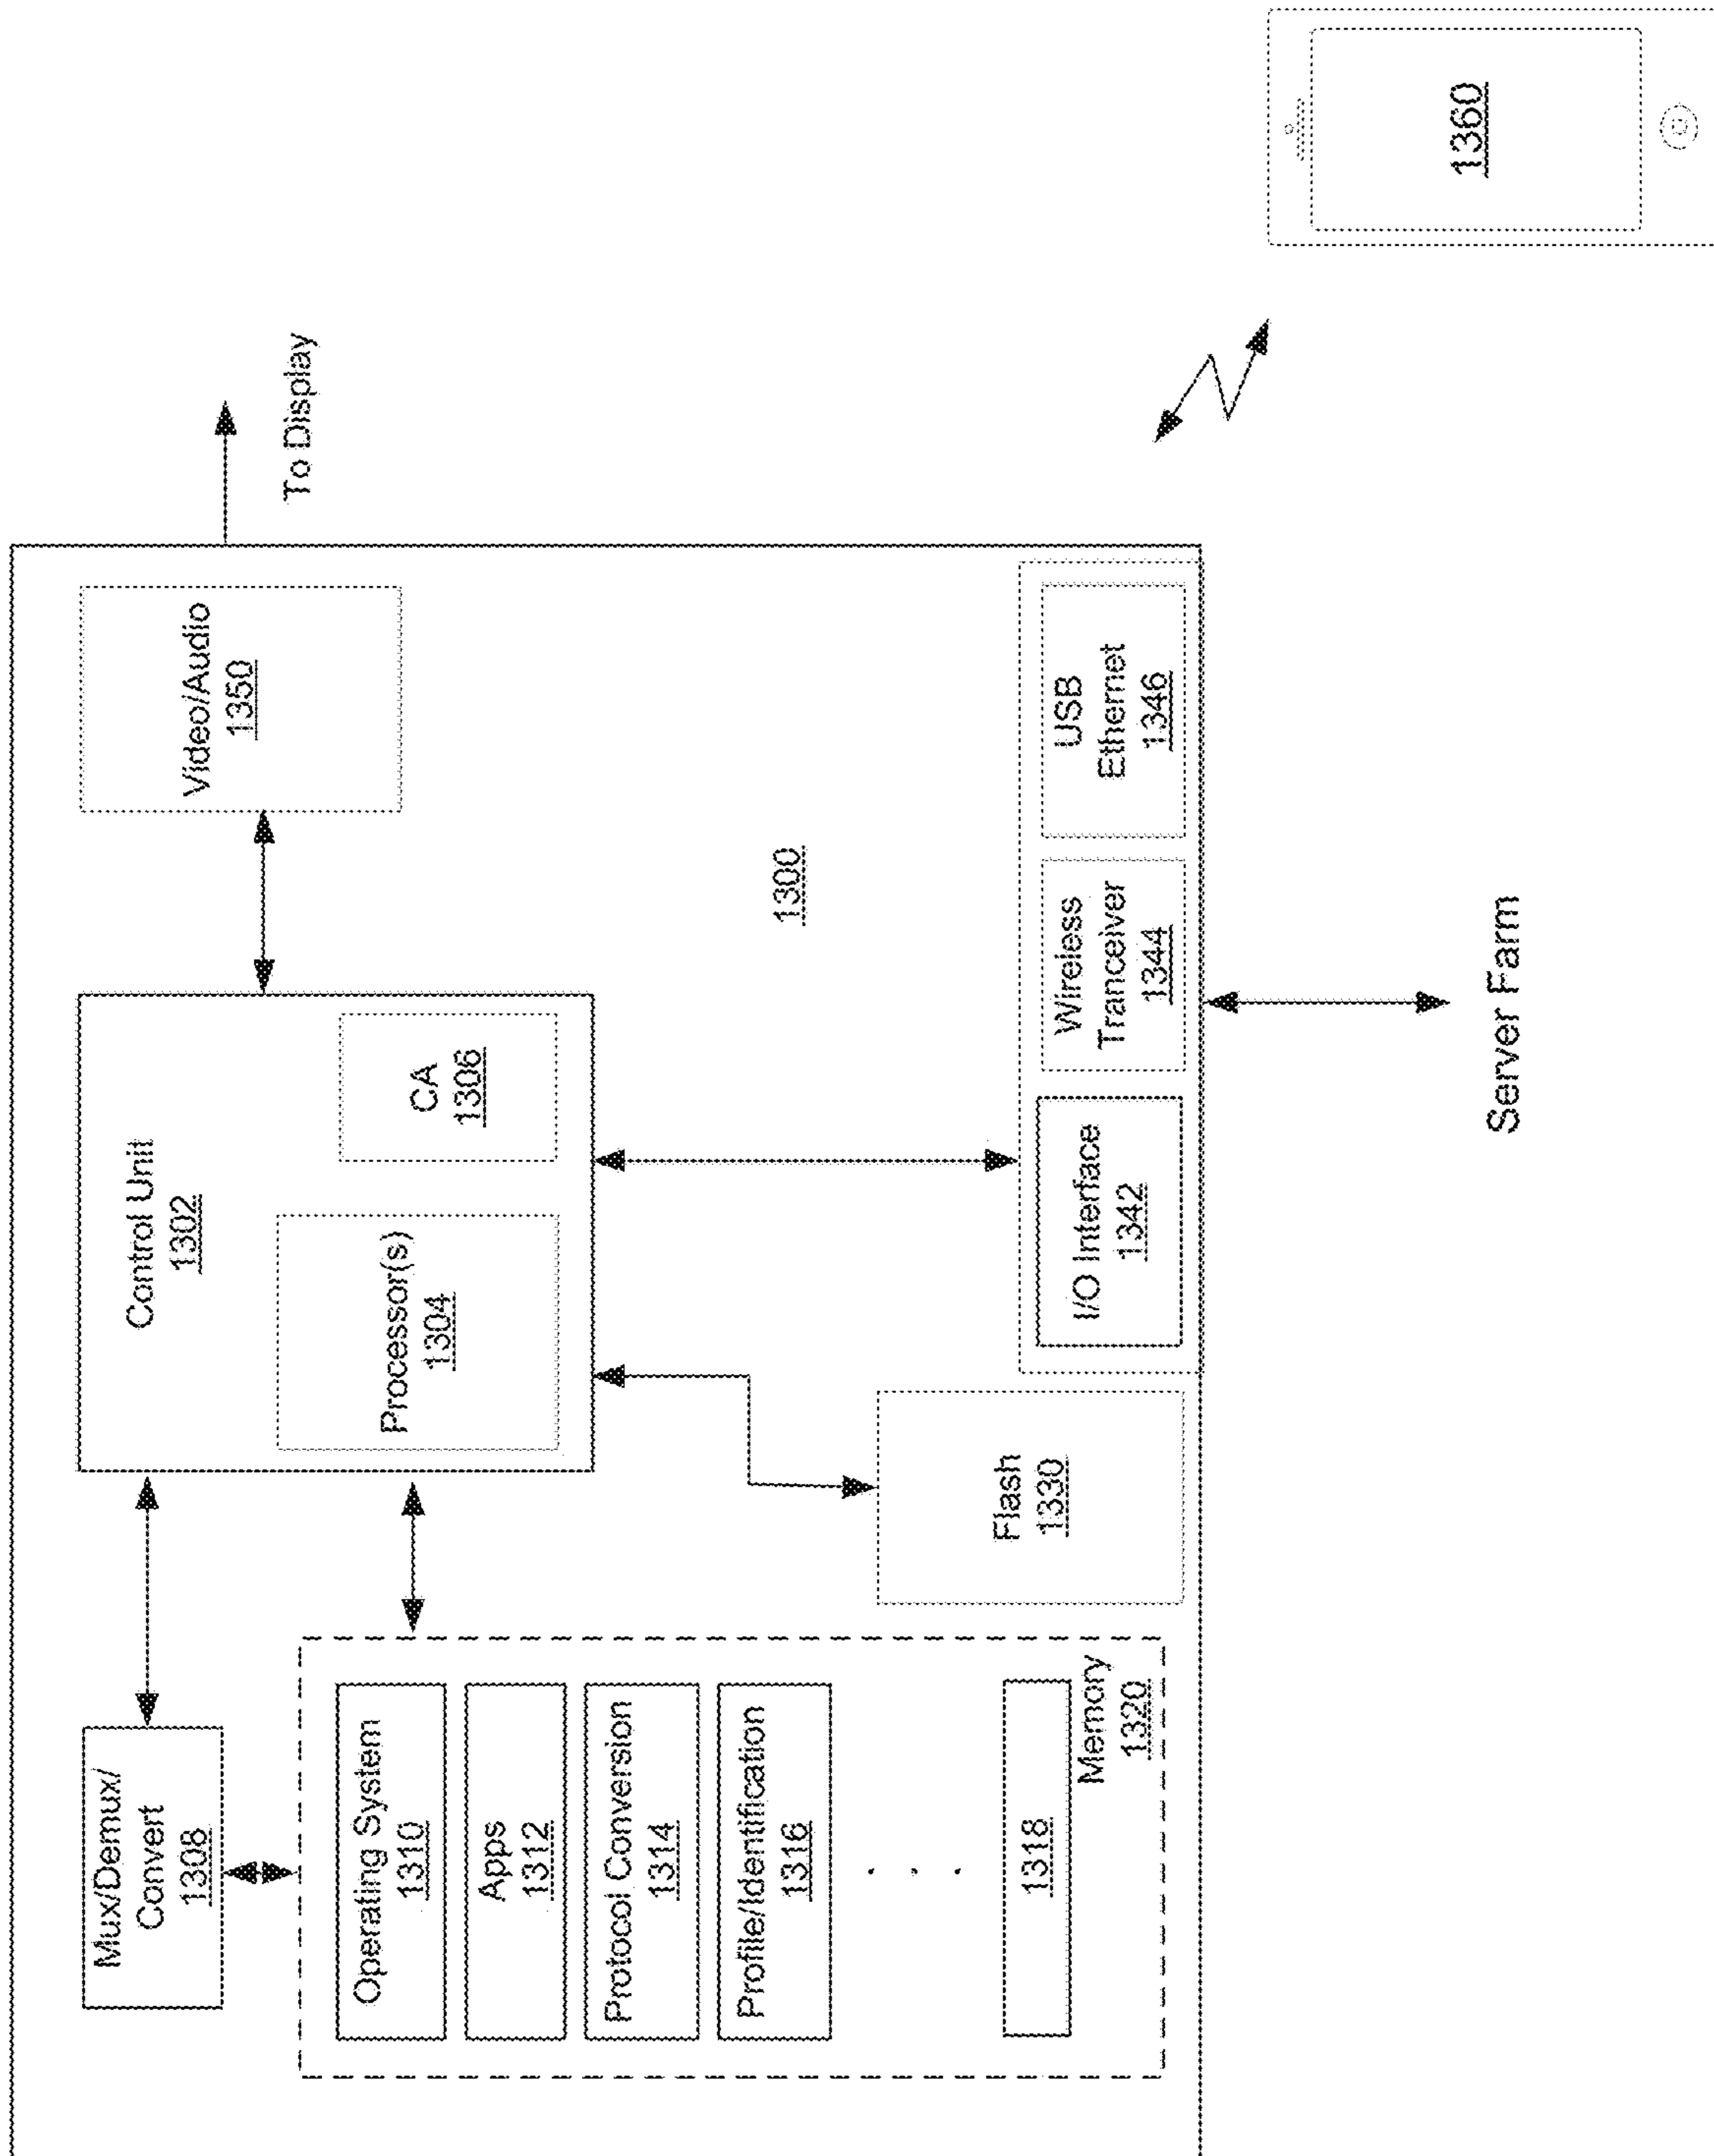 Mux/Demux/
Convert
1308
Control Unit
1302
Processor(s)
1304
CA
1306
Video/Audio
1350
To Display
Operating System
1310
Apps
1312
Protocol Conversion
1314
Profile/Identification
1316
. . .
1318
Memory
1320
Flash
1330
1300
I/O Interface
1342
Wireless
Tranceiver
1344
USB
Ethernet
1346
Server Farm
1360